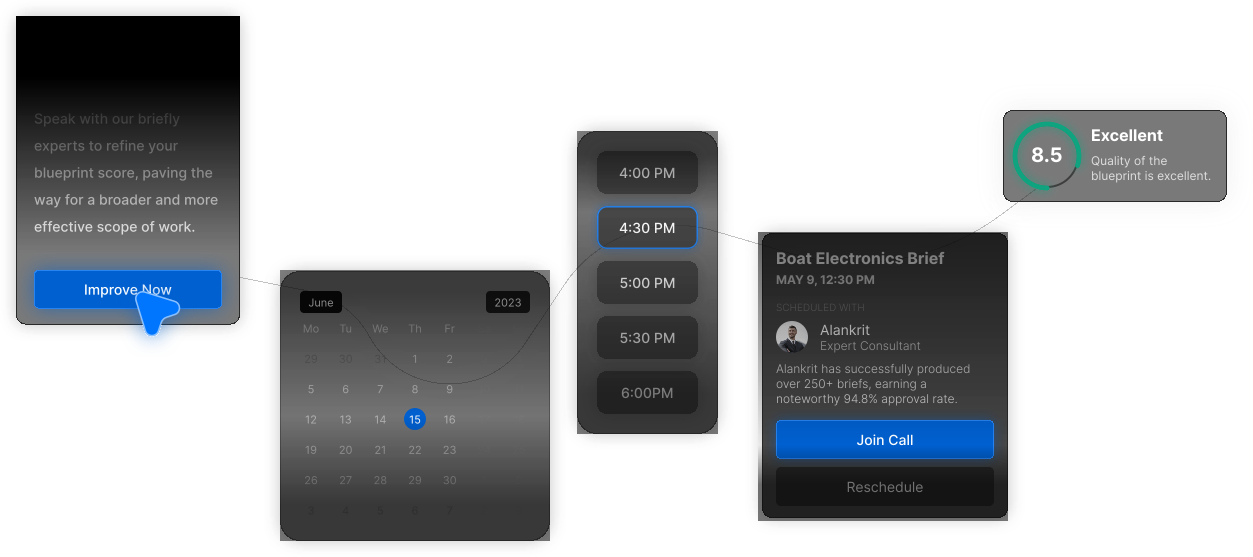 Speak with our briefly
experts to refine your
blueprint score, paving the
way for a broader and more
effective scope of work.
Improve Now
June 2023
Mo Tu We Th Fr
29 30 31 1 2
5 6 7 8 9
12 13 14 15 16
19 20 21 22 23
26 27 28 29 30
3 4 5 6 7
4:00 PM
4:30 PM
5:00 PM
5:30 PM
6:00PM
Boat Electronics Brief
MAY 9, 12:30 PM
SCHEDULED WITH
Alankrit
Expert Consultant
Alankrit has successfully produced
over 250+ briefs, earning a
noteworthy 94.8% approval rate.
Join Call
Reschedule
8.5
Excellent
Quality of the
blueprint is excellent.